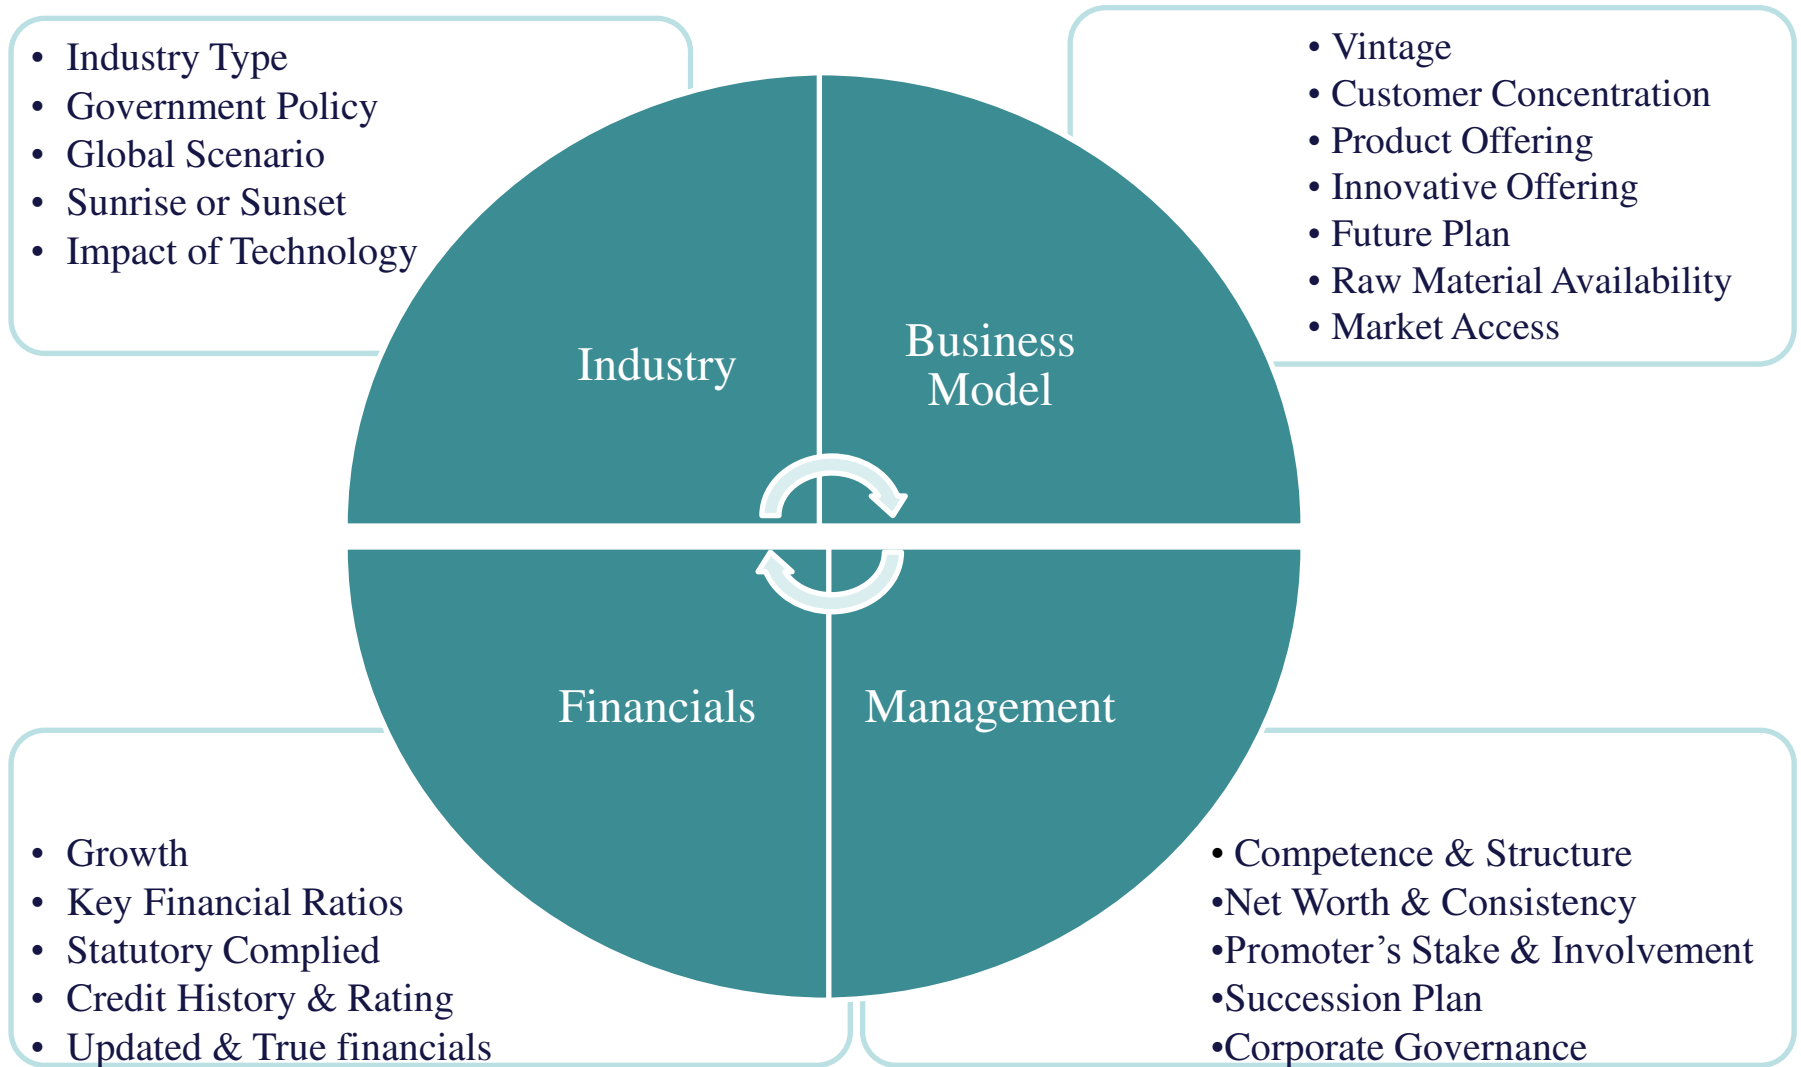 • Industry Type
• Government Policy
• Global Scenario
• Sunrise or Sunset
• Impact of Technology
• Vintage
• Customer Concentration
• Product Offering
• Innovative Offering
• Future Plan
• Raw Material Availability
• Market Access
Industry
Business
Model
Financials
Management
• Growth
• Key Financial Ratios
• Statutory Complied
• Credit History & Rating
• Updated & True financials
• Competence & Structure
•Net Worth & Consistency
•Promoter’s Stake & Involvement
•Succession Plan
•Corporate Governance